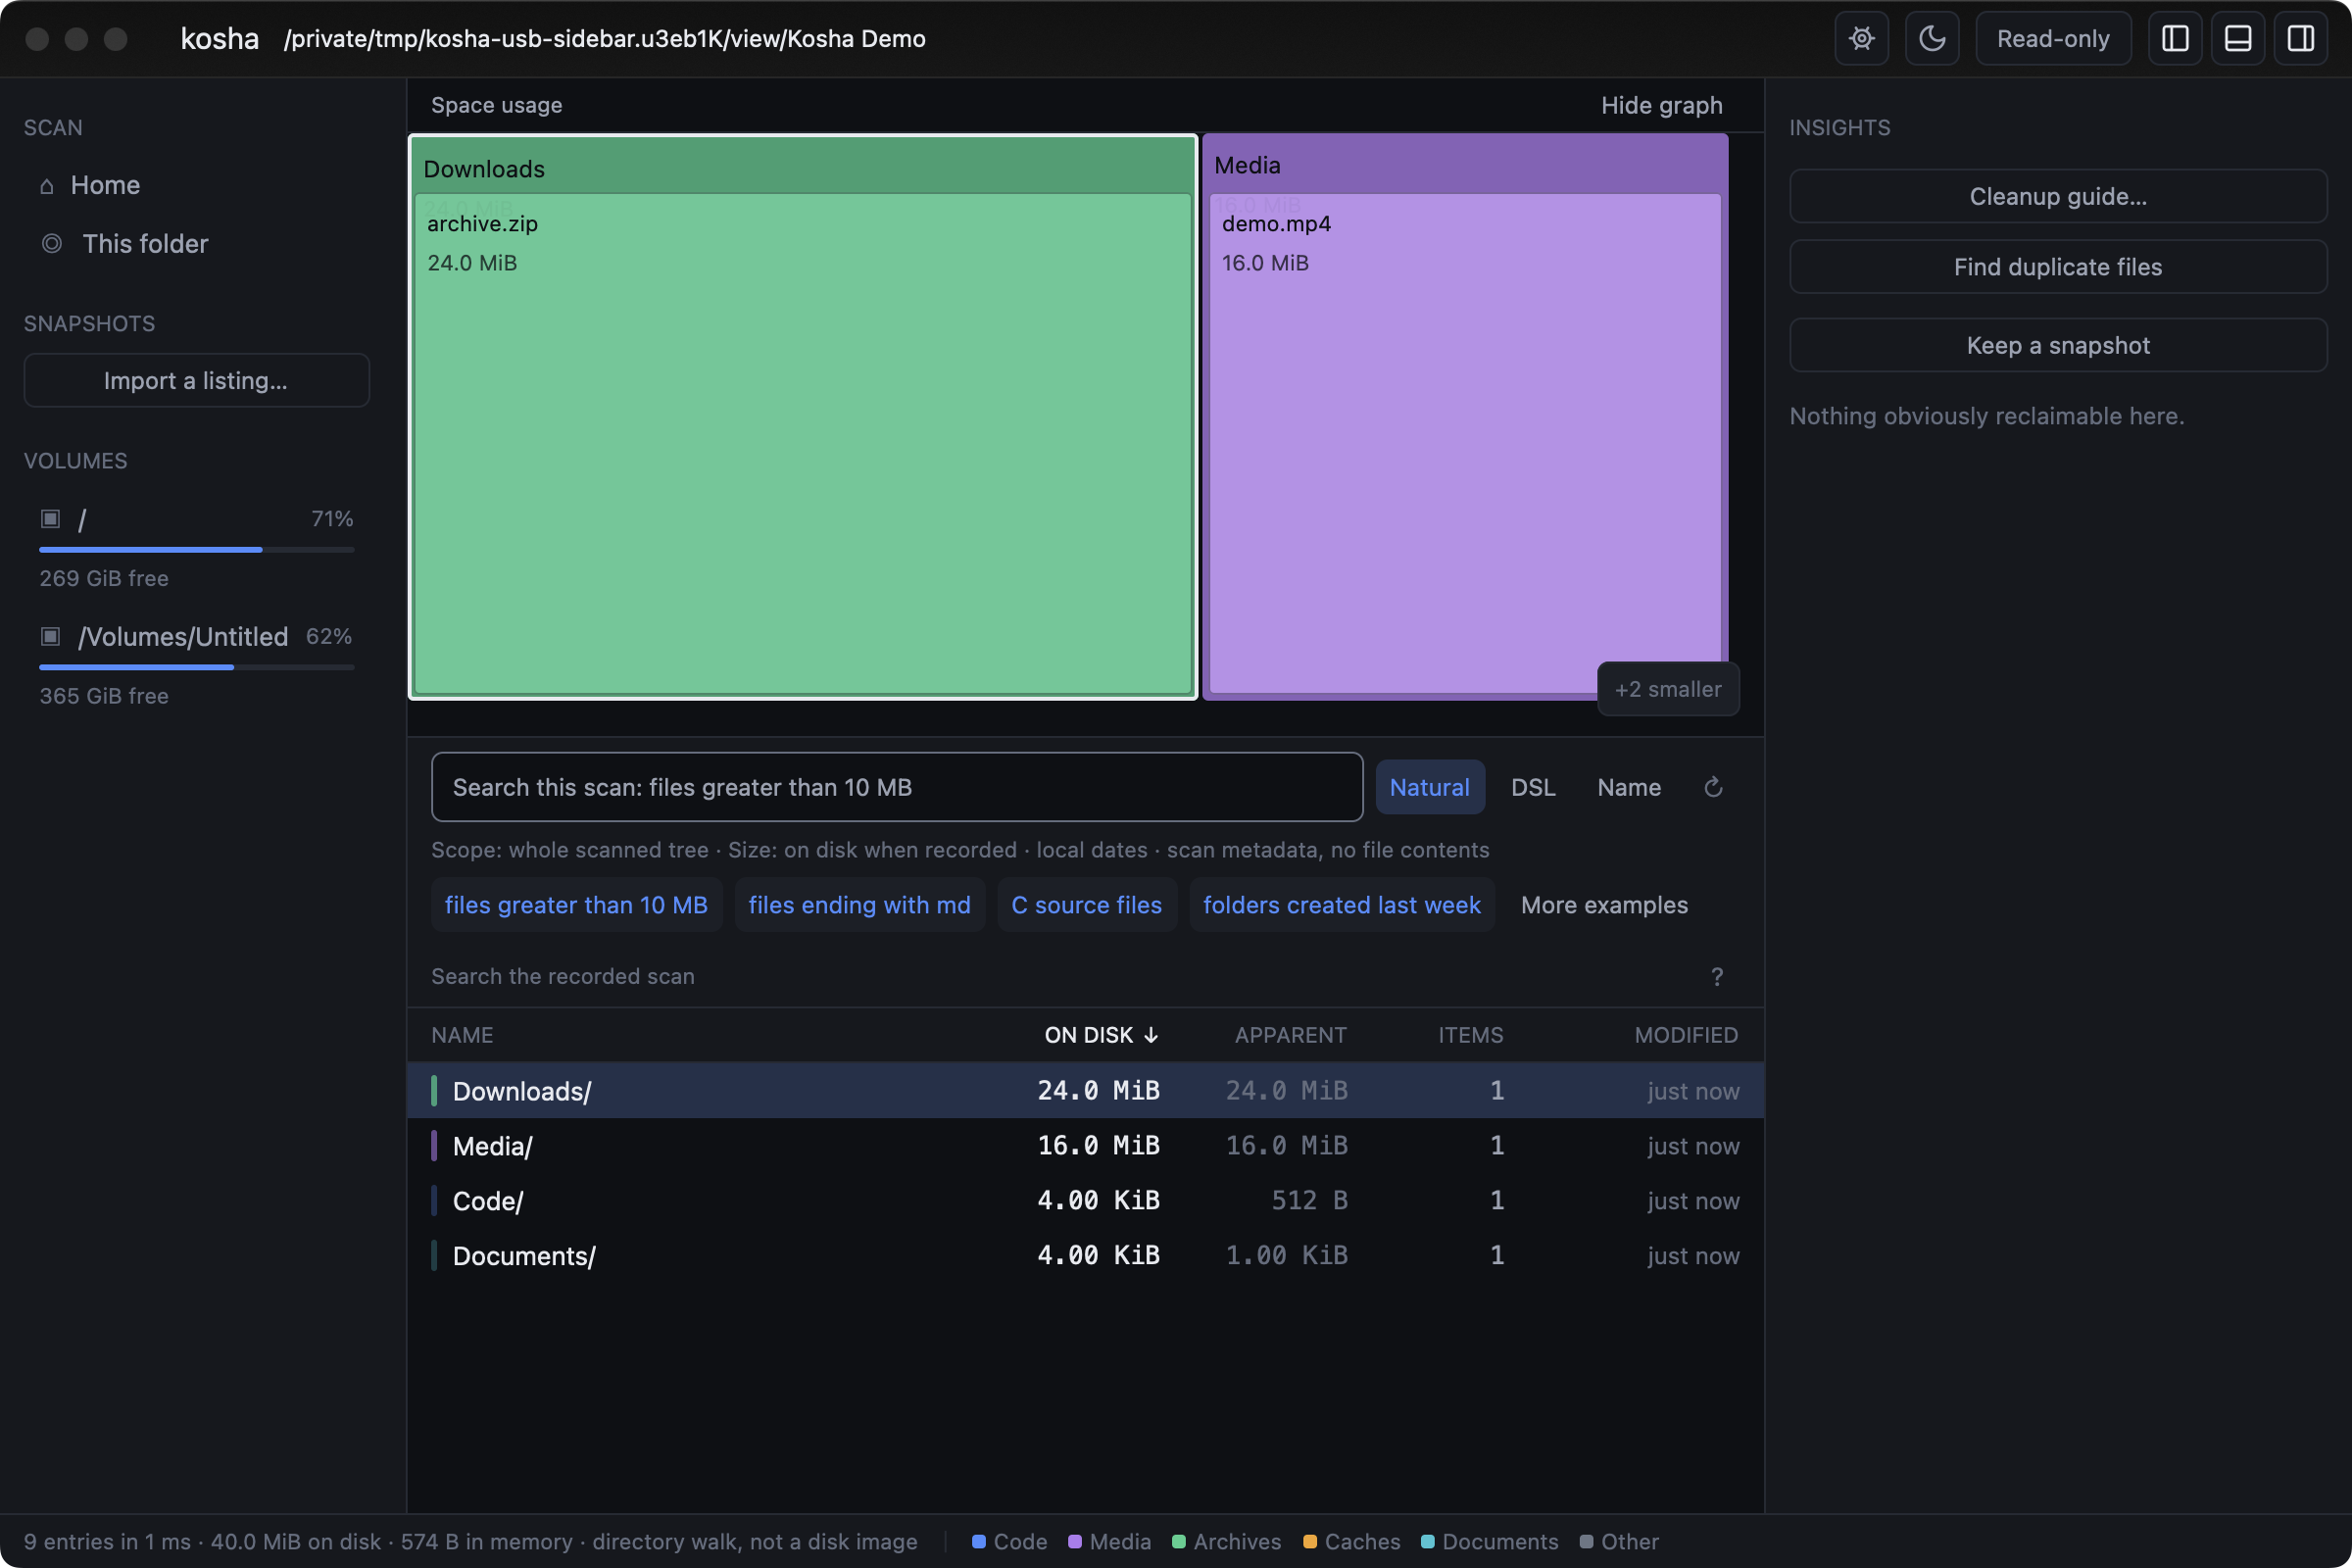 kosha /private/tmp/kosha-usb-sidebar.u3eb1K/view/Kosha Demo
Read-only
SCAN
Home
This folder
SNAPSHOTS
Import a listing...
VOLUMES
/ 71%
269 GiB free
/Volumes/Untitled 62%
365 GiB free
Space usage Hide graph
Downloads
24.0 MiB
archive.zip
24.0 MiB
Media
16.0 MiB
demo.mp4
16.0 MiB
+2 smaller
Search this scan: files greater than 10 MB Natural DSL Name
Scope: whole scanned tree · Size: on disk when recorded · local dates · scan metadata, no file contents
files greater than 10 MB files ending with md C source files folders created last week More examples
Search the recorded scan ?
NAME ON DISK ↓ APPARENT ITEMS MODIFIED
Downloads/ 24.0 MiB 24.0 MiB 1 just now
Media/ 16.0 MiB 16.0 MiB 1 just now
Code/ 4.00 KiB 512 B 1 just now
Documents/ 4.00 KiB 1.00 KiB 1 just now
INSIGHTS
Cleanup guide...
Find duplicate files
Keep a snapshot
Nothing obviously reclaimable here.
9 entries in 1 ms · 40.0 MiB on disk · 574 B in memory · directory walk, not a disk image Code Media Archives Caches Documents Other